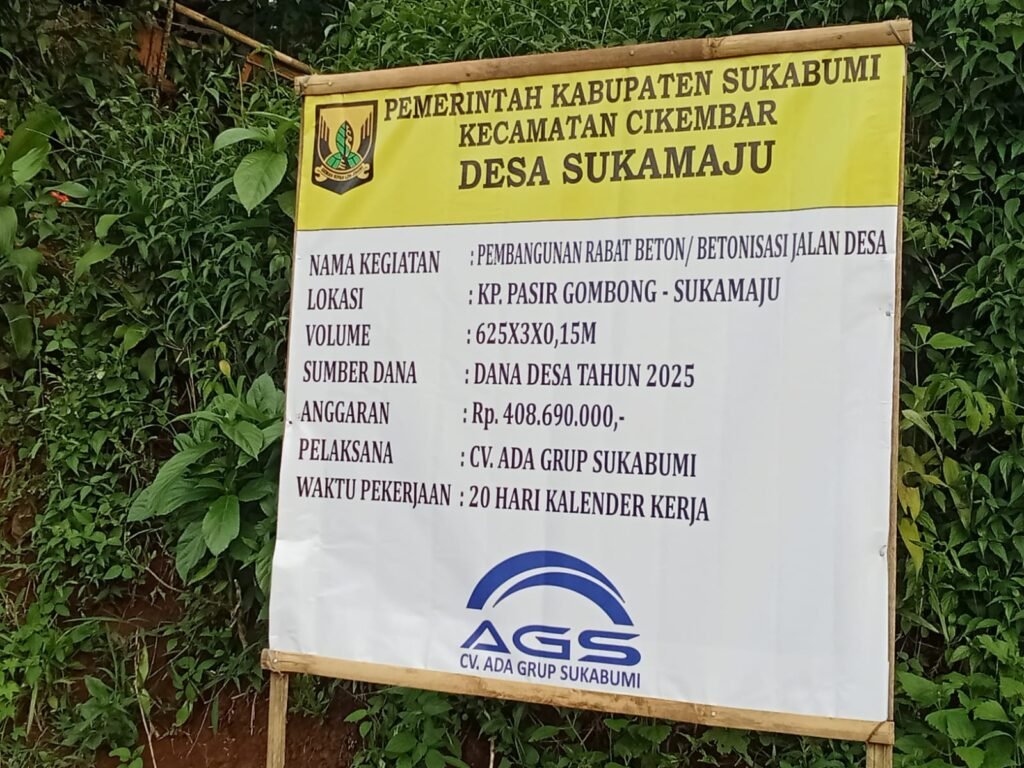 PEMERINTAH KABUPATEN SUKABUMI
KECAMATAN CIKEMBAR
DESA SUKAMAJU
NAMA KEGIATAN : PEMBANGUNAN RABAT BETON/ BETONISASI JALAN DESA
LOKASI : KP. PASIR GOMBONG - SUKAMAJU
VOLUME : 625X3X0,15M
SUMBER DANA : DANA DESA TAHUN 2025
ANGGARAN : Rp. 408.690.000,-
PELAKSANA : CV. ADA GRUP SUKABUMI
WAKTU PEKERJAAN : 20 HARI KALENDER KERJA
AGS
CV. ADA GRUP SUKABUMI